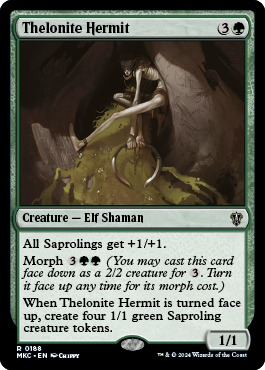 Thelonite Hermit 3
Creature — Elf Shaman
All Saprolings get +1/+1.
Morph 3 (You may cast this card
face down as a 2/2 creature for 3. Turn
it face up any time for its morph cost.)
When Thelonite Hermit is turned face
up, create four 1/1 green Saproling
creature tokens.
1/1
R 0188
MKC • EN Chippy
™ & © 2024 Wizards of the Coast